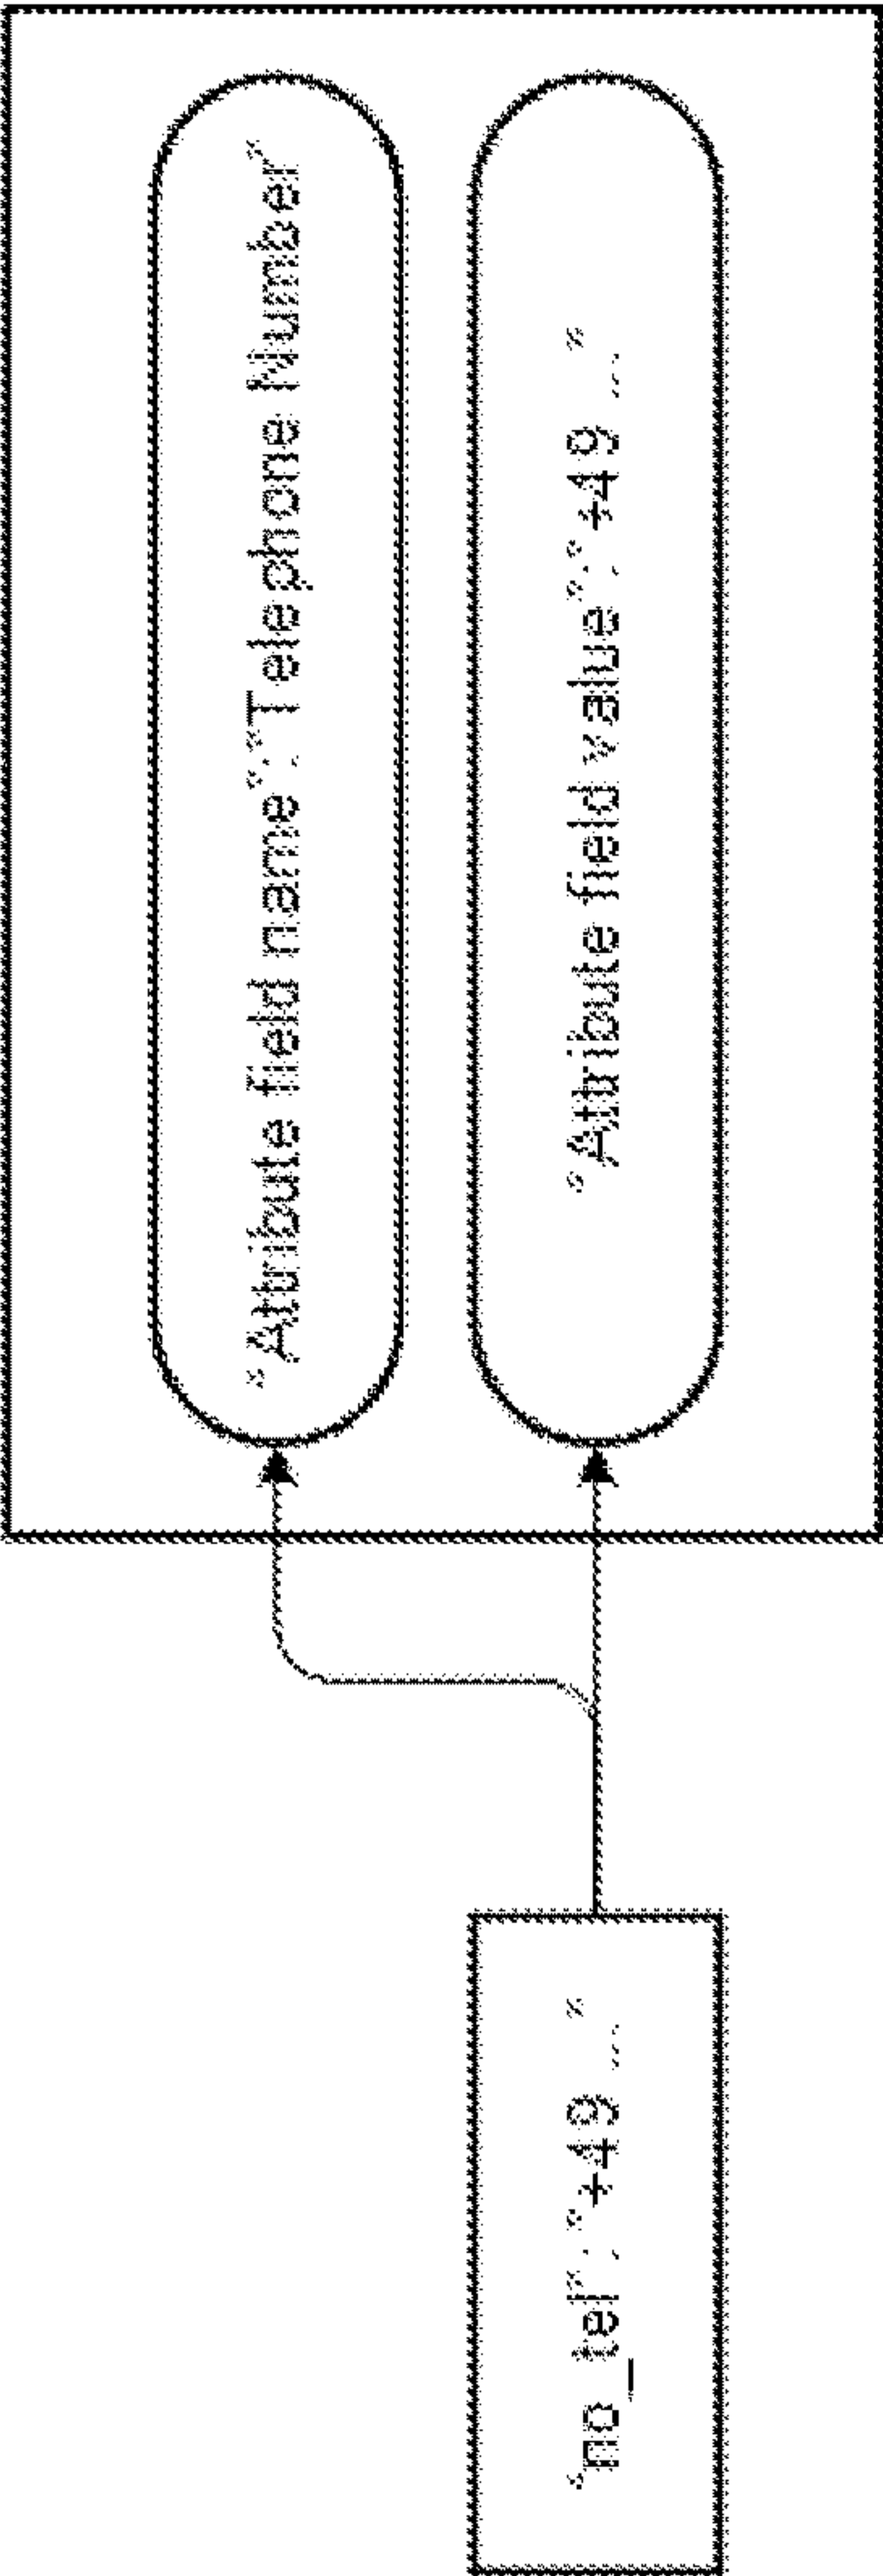 "Attribute field name":"Telephone Number"
"Attribute field value":"+49 ..."
"no_tel":"+49 ..."